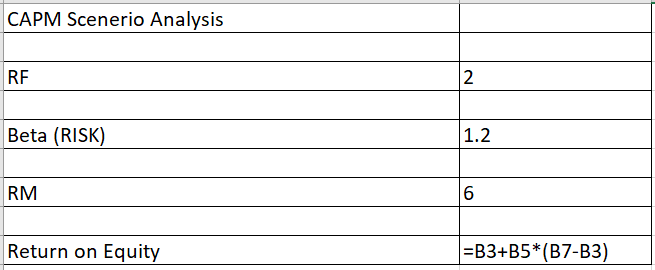 CAPM Scenerio Analysis
RF 2
Beta (RISK) 1.2
RM 6
Return on Equity =B3+B5*(B7-B3)